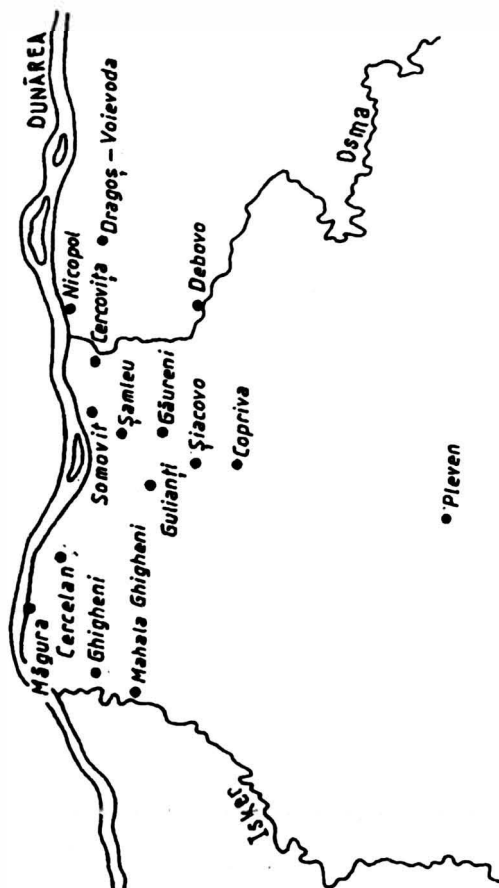 DUNĂREA
Măgura
Cercelan
Ghigheni
Mahala Ghigheni
Somovit
Șamleu
Găureni
Gulianți
Șiacovo
Copriva
Nicopol
Cercovița
Dragoș – Voievoda
Debovo
Osma
Isker
Pleven